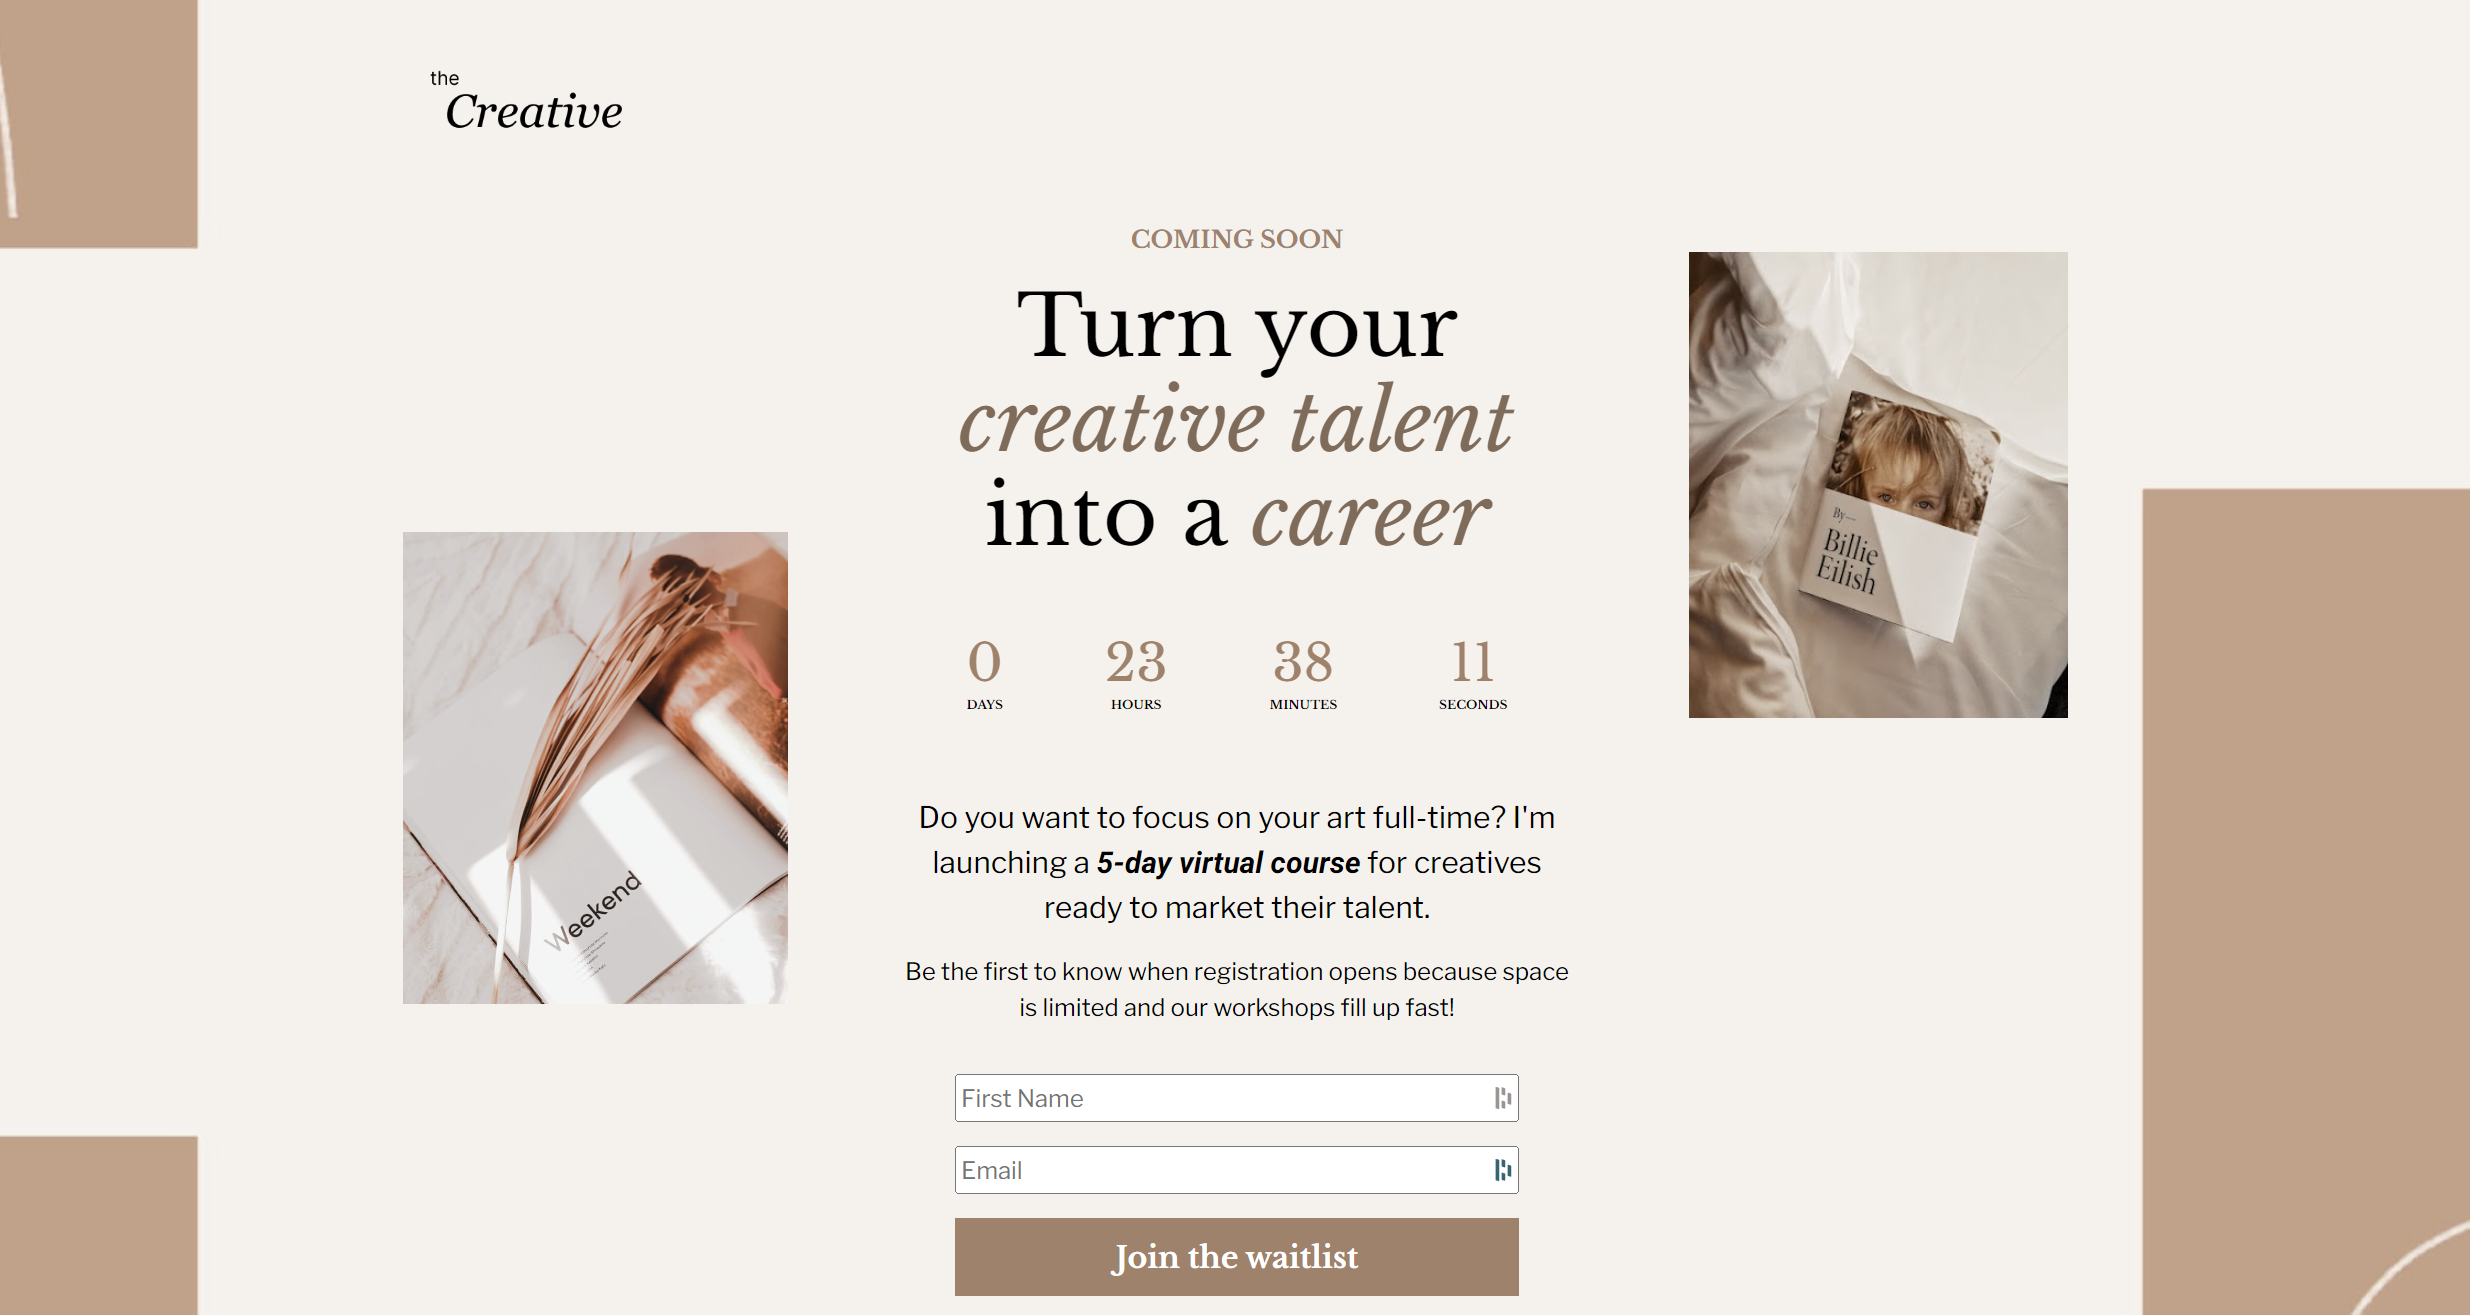 the
Creative
COMING SOON
Turn your
creative talent
into a career
0 23 38 11
DAYS HOURS MINUTES SECONDS
By—
Billie
Eilish
Weekend
Do you want to focus on your art full-time? I'm
launching a 5-day virtual course for creatives
ready to market their talent.
Be the first to know when registration opens because space
is limited and our workshops fill up fast!
First Name
Email
Join the waitlist